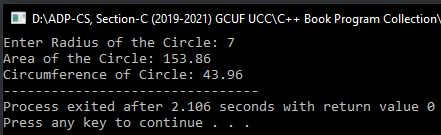 D:\ADP-CS, Section-C (2019-2021) GCUF UCC\C++ Book Program Collection\
Enter Radius of the Circle: 7
Area of the Circle: 153.86
Circumference of Circle: 43.96
--------------------------------
Process exited after 2.106 seconds with return value 0
Press any key to continue . . .